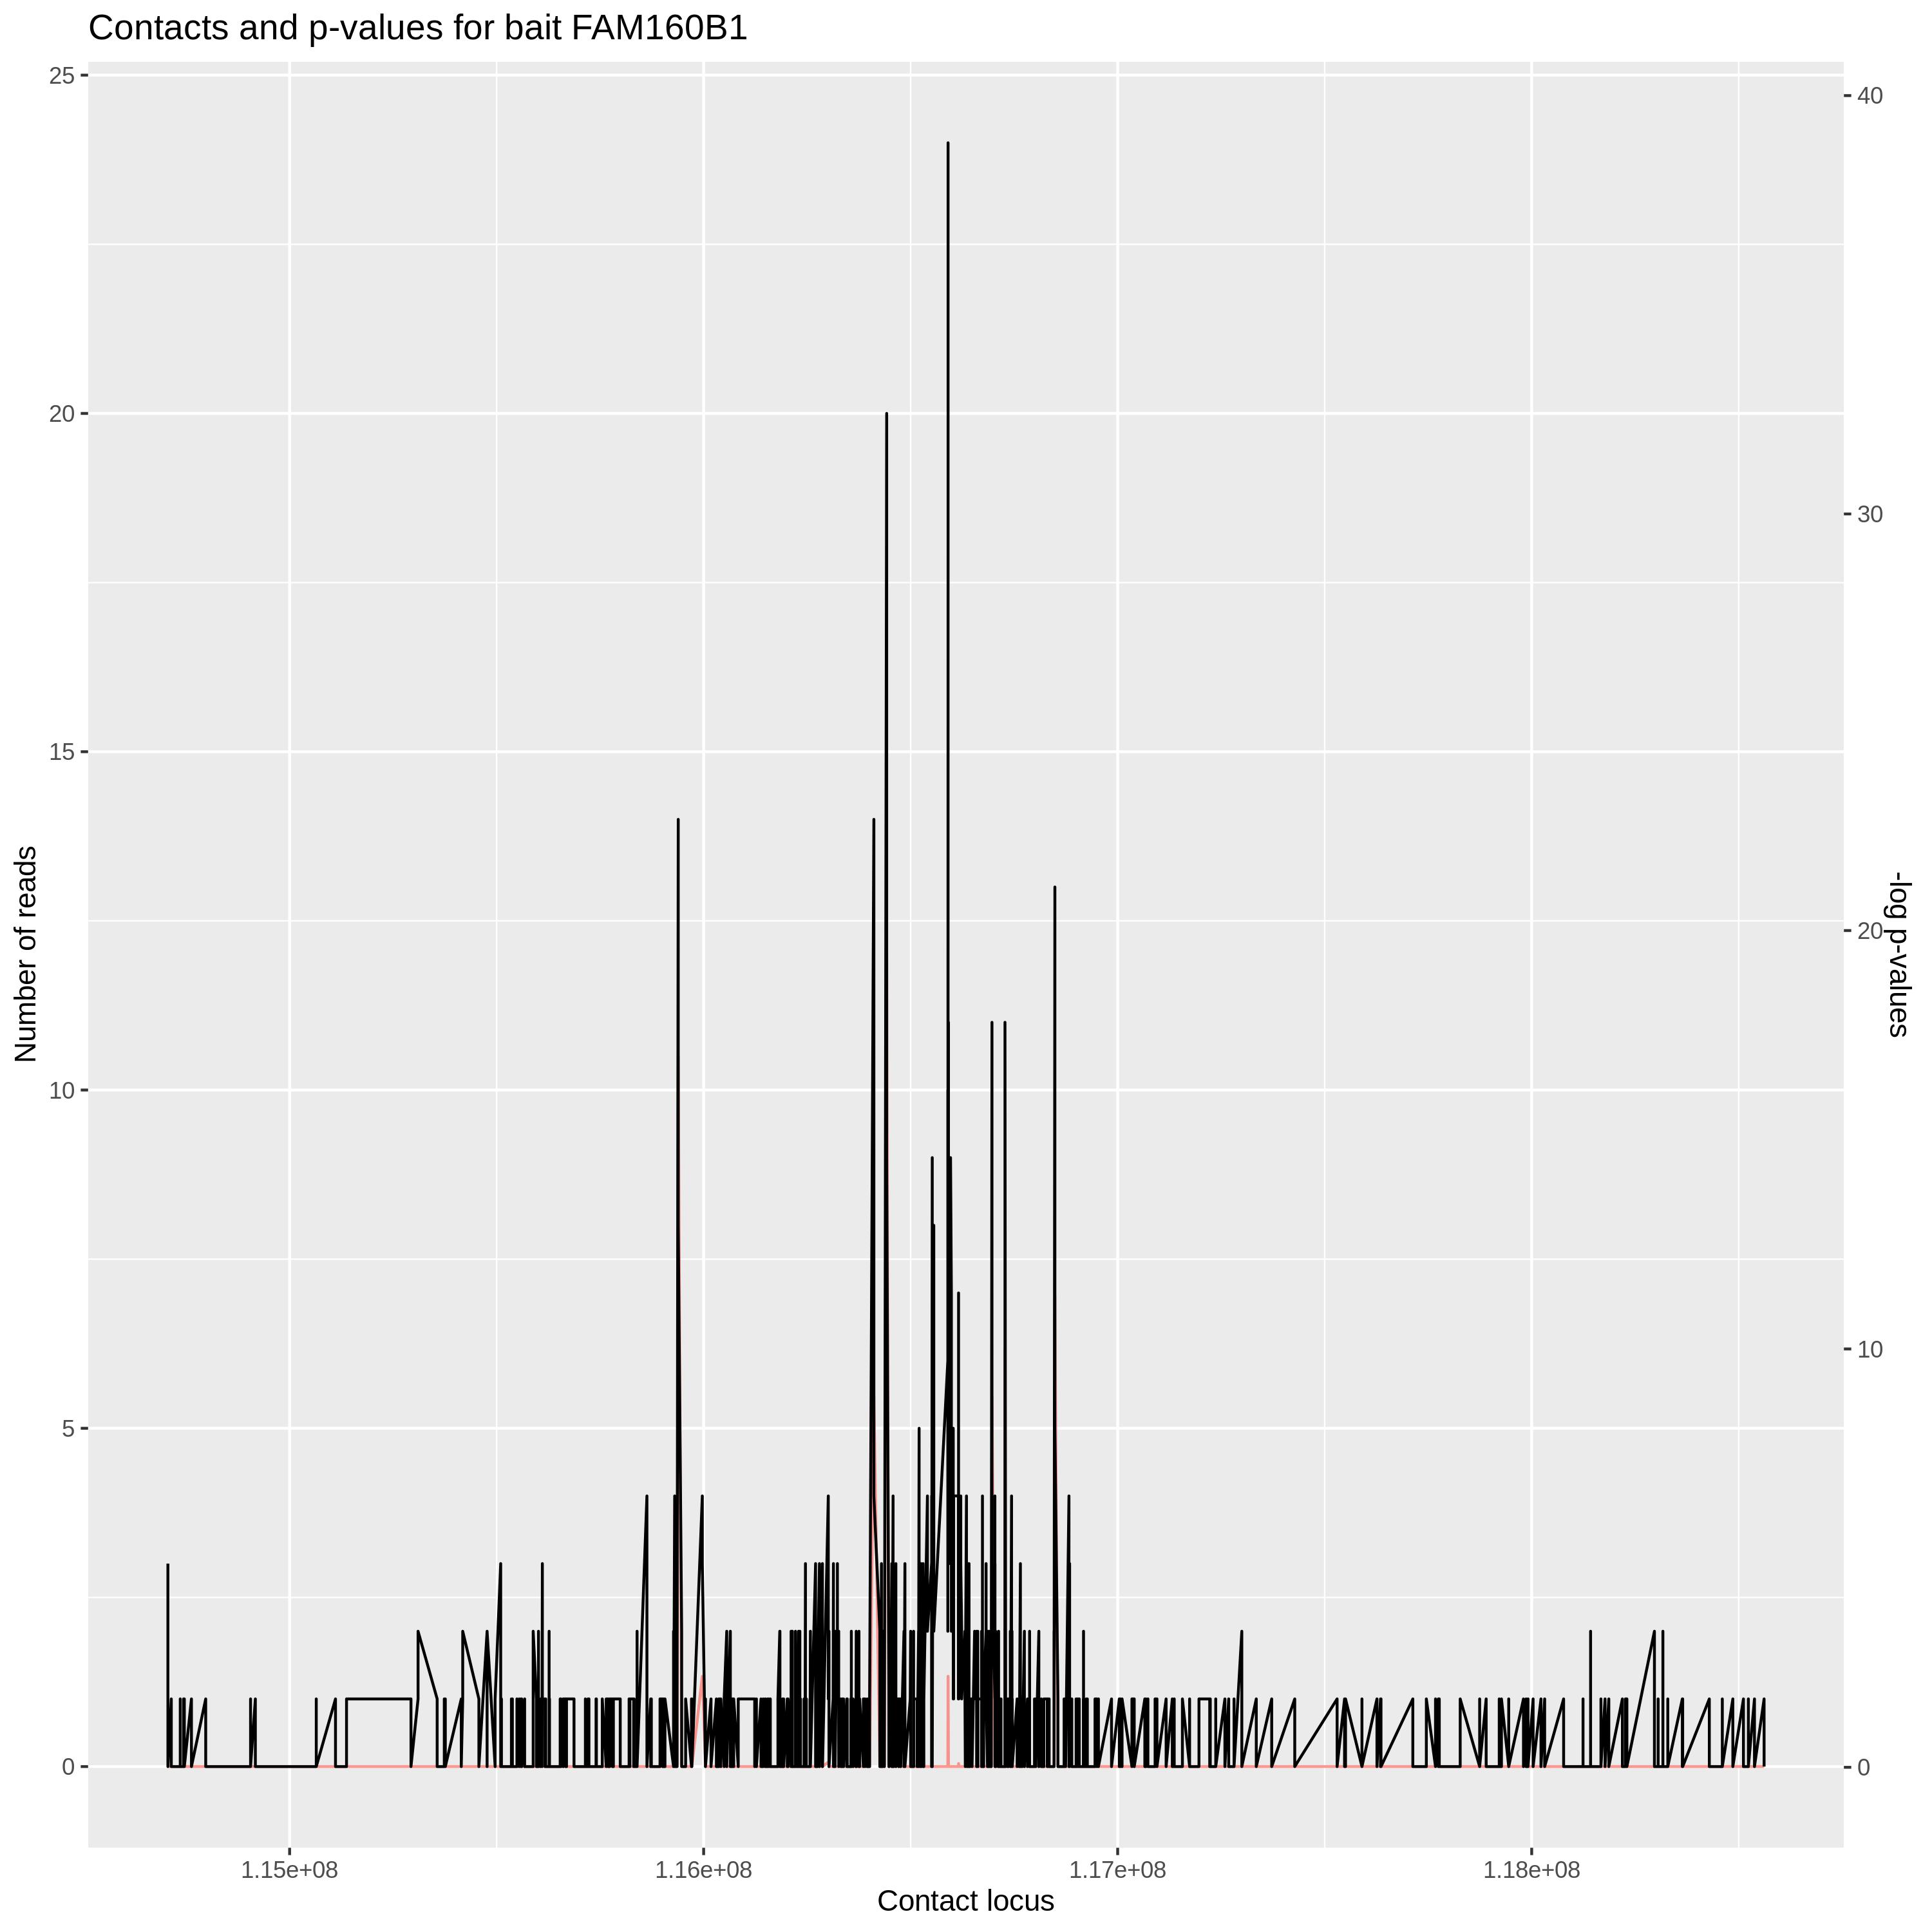 Contacts and p-values for bait FAM160B1
25
20
15
10
5
0
Number of reads
40
30
20
10
0
-log p-values
1.15e+08
1.16e+08
1.17e+08
1.18e+08
Contact locus